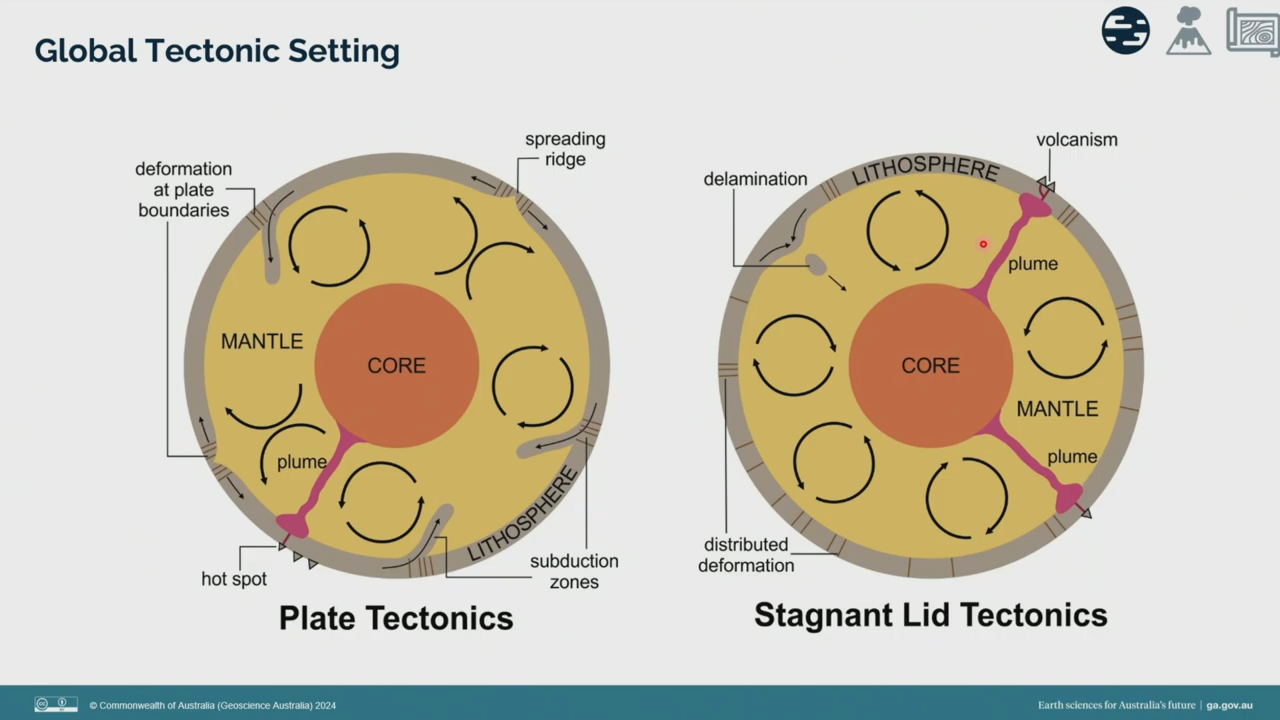 Global Tectonic Setting
spreading
ridge
deformation
at plate
boundaries
MANTLE
CORE
plume
LITHOSPHERE
hot spot
subduction
zones
Plate Tectonics
volcanism
LITHOSPHERE
delamination
plume
CORE
MANTLE
plume
distributed
deformation
Stagnant Lid Tectonics
© Commonwealth of Australia (Geoscience Australia) 2024
Earth sciences for Australia's future | ga.gov.au